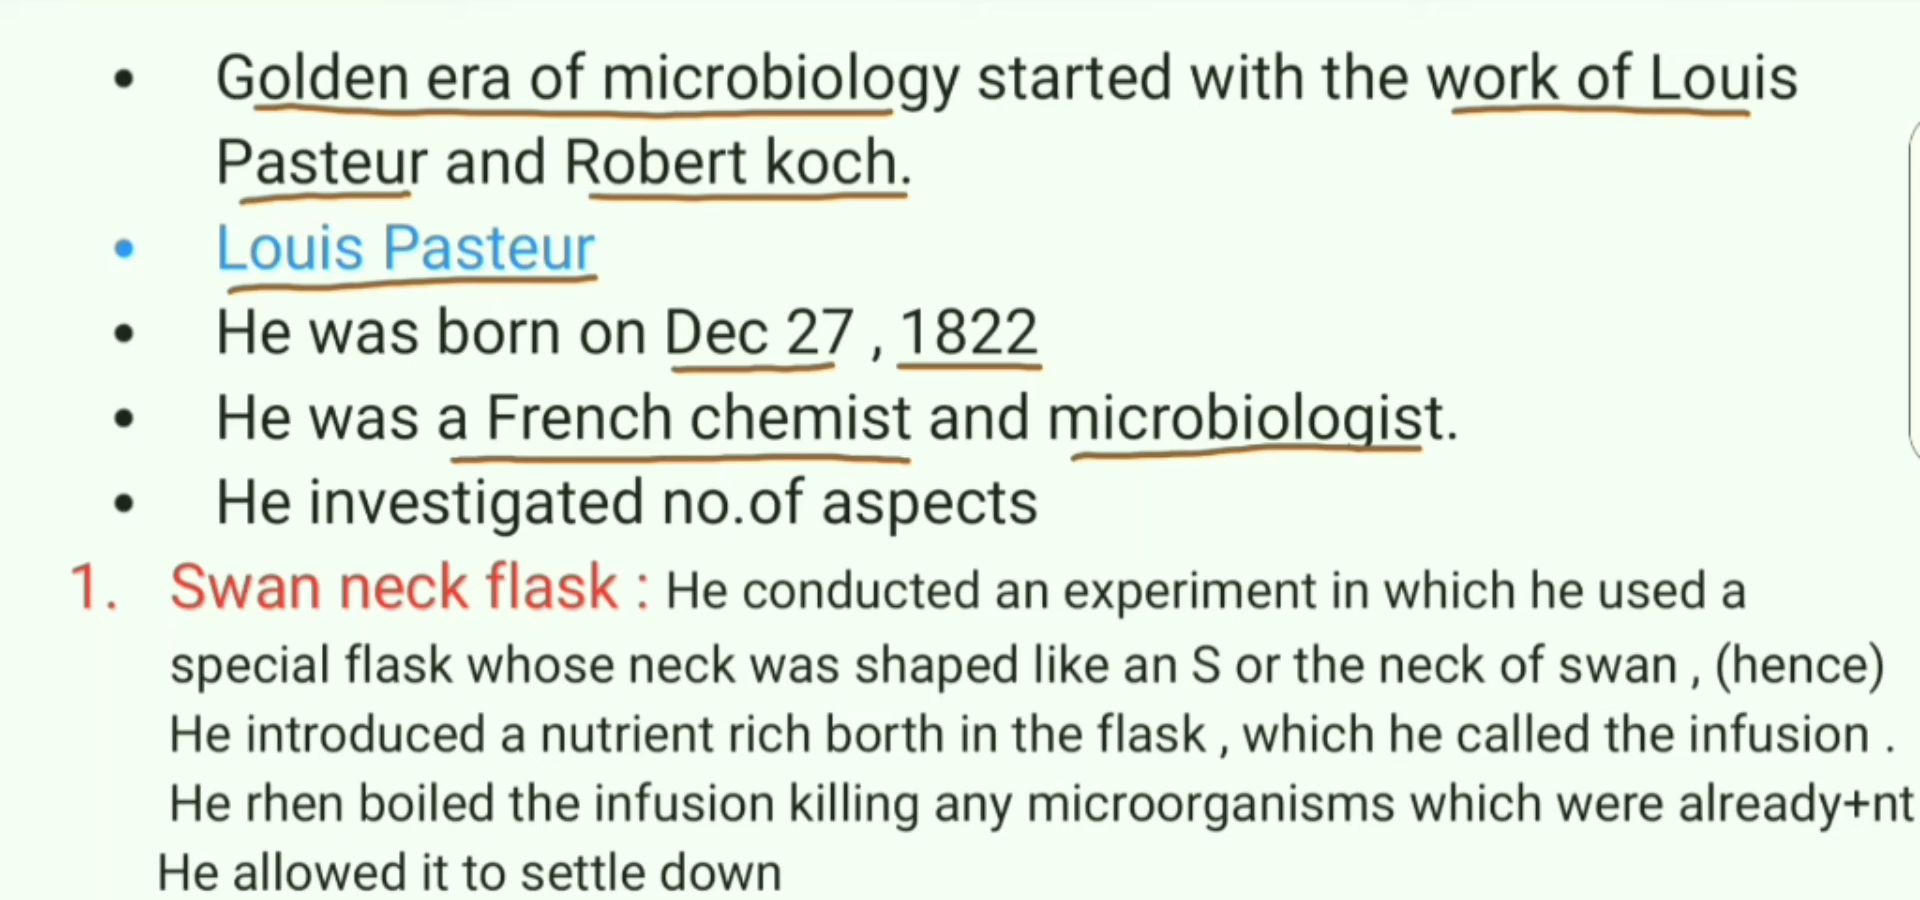 • Golden era of microbiology started with the work of Louis
Pasteur and Robert koch.
• Louis Pasteur
• He was born on Dec 27 , 1822
• He was a French chemist and microbiologist.
• He investigated no.of aspects
1. Swan neck flask : He conducted an experiment in which he used a
special flask whose neck was shaped like an S or the neck of swan , (hence)
He introduced a nutrient rich borth in the flask , which he called the infusion .
He rhen boiled the infusion killing any microorganisms which were already+nt
He allowed it to settle down